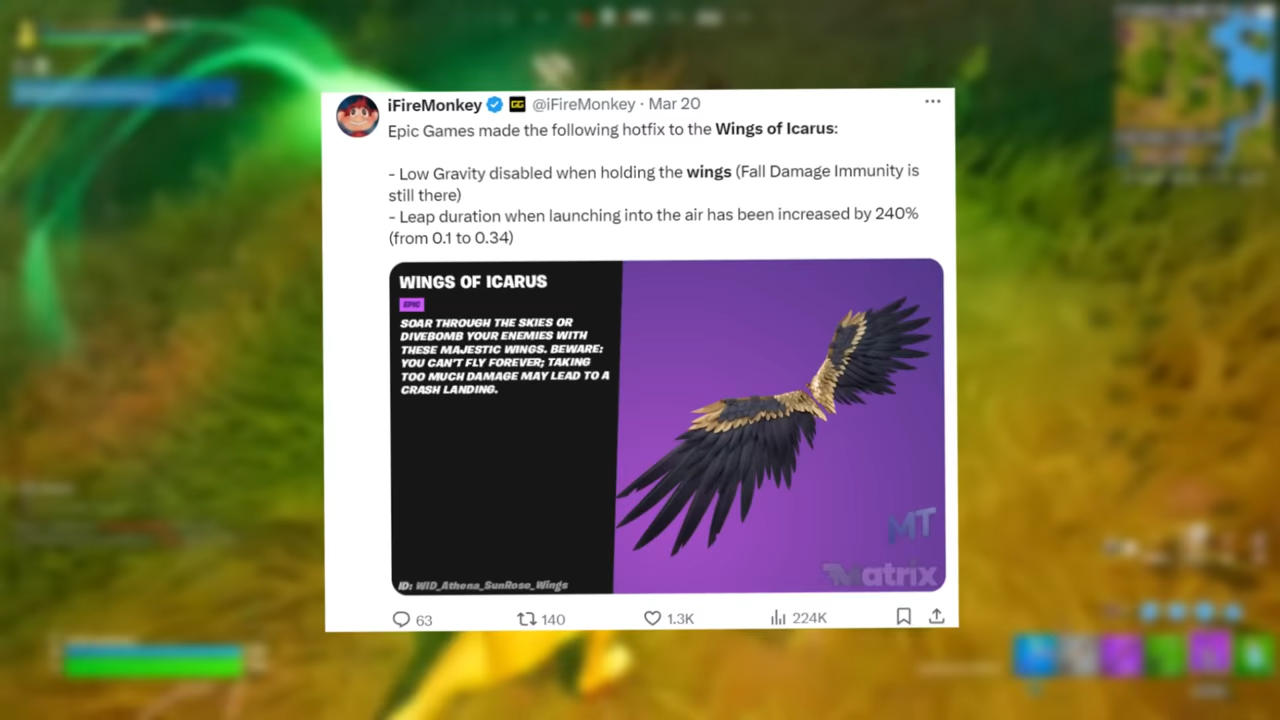 iFireMonkey GG @iFireMonkey · Mar 20
Epic Games made the following hotfix to the Wings of Icarus:
- Low Gravity disabled when holding the wings (Fall Damage Immunity is
still there)
- Leap duration when launching into the air has been increased by 240%
(from 0.1 to 0.34)
WINGS OF ICARUS
EPIC
SOAR THROUGH THE SKIES OR
DIVEBOMB YOUR ENEMIES WITH
THESE MAJESTIC WINGS. BEWARE:
YOU CAN'T FLY FOREVER; TAKING
TOO MUCH DAMAGE MAY LEAD TO A
CRASH LANDING.
MT
Matrix
ID: WID_Athena_SunRose_Wings
63 140 1.3K 224K